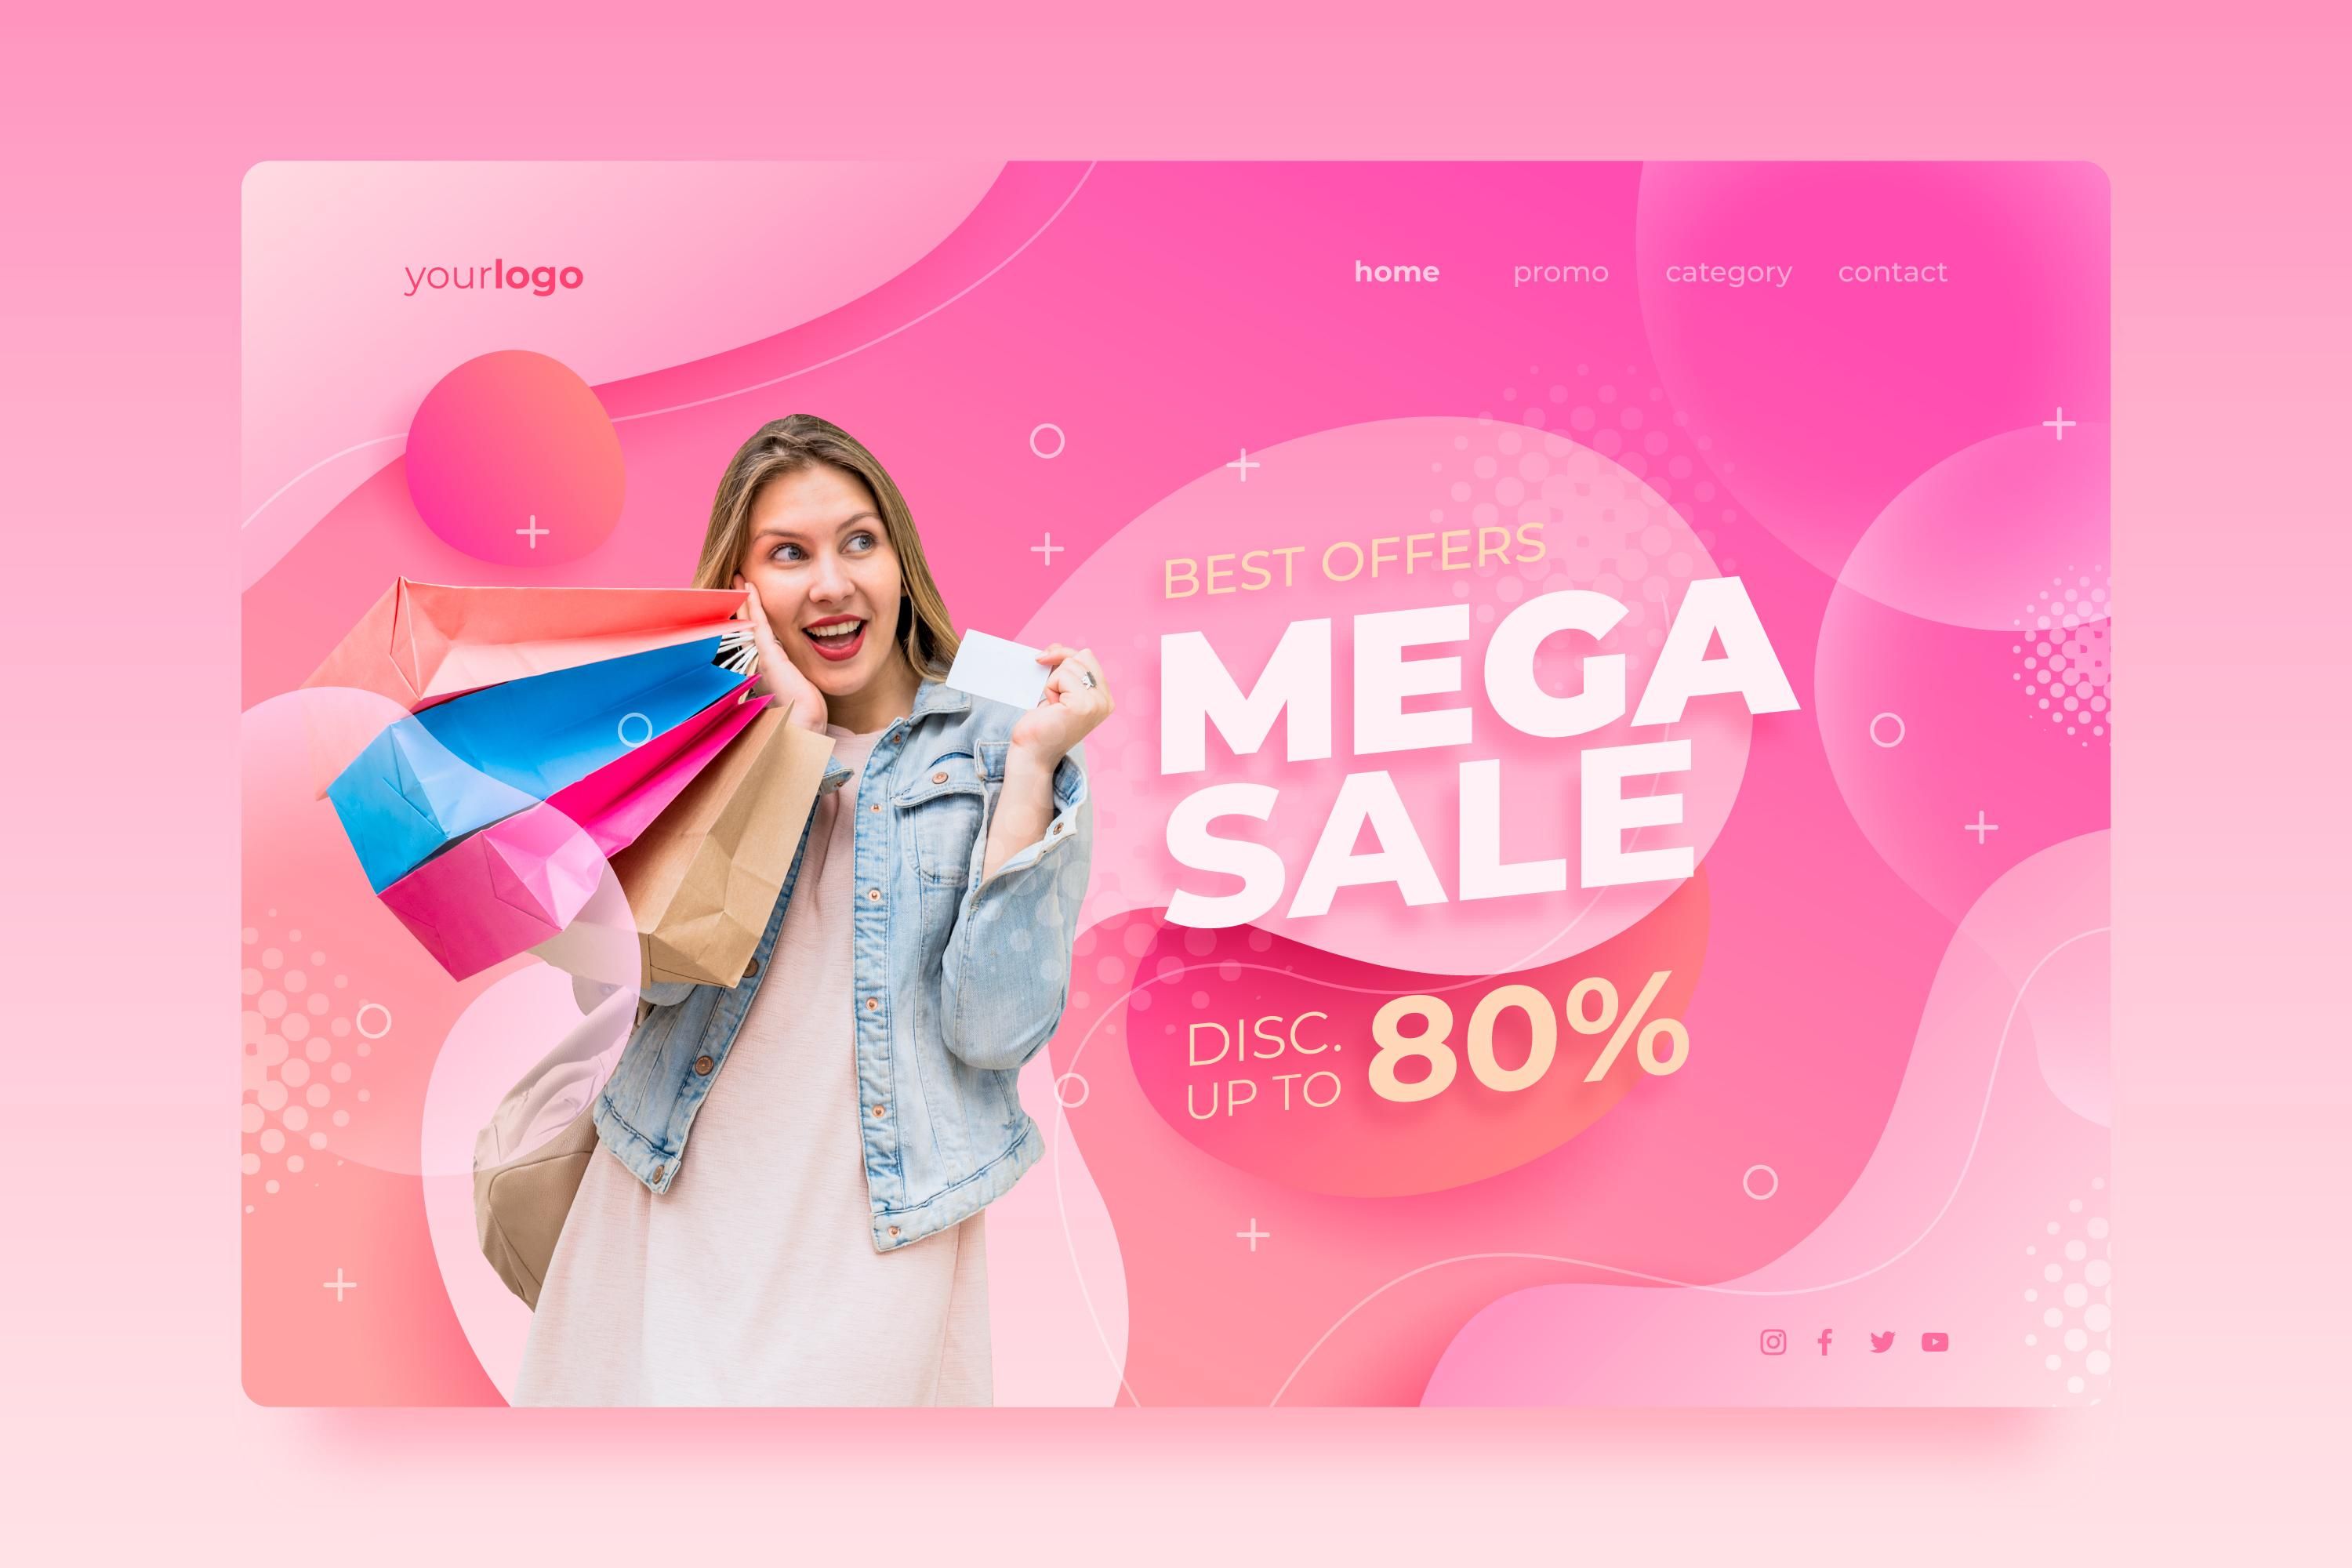 yourlogo
home promo category contact
BEST OFFERS
MEGA
SALE
DISC.
UP TO
80%